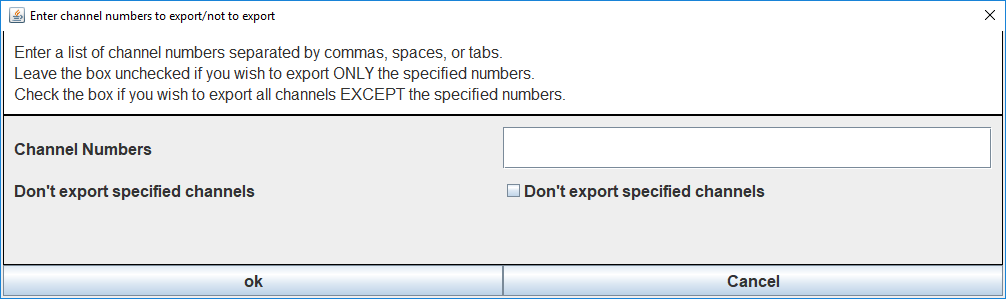 Enter channel numbers to export/not to export
Enter a list of channel numbers separated by commas, spaces, or tabs.
Leave the box unchecked if you wish to export ONLY the specified numbers.
Check the box if you wish to export all channels EXCEPT the specified numbers.
Channel Numbers
Don't export specified channels Don't export specified channels
ok Cancel